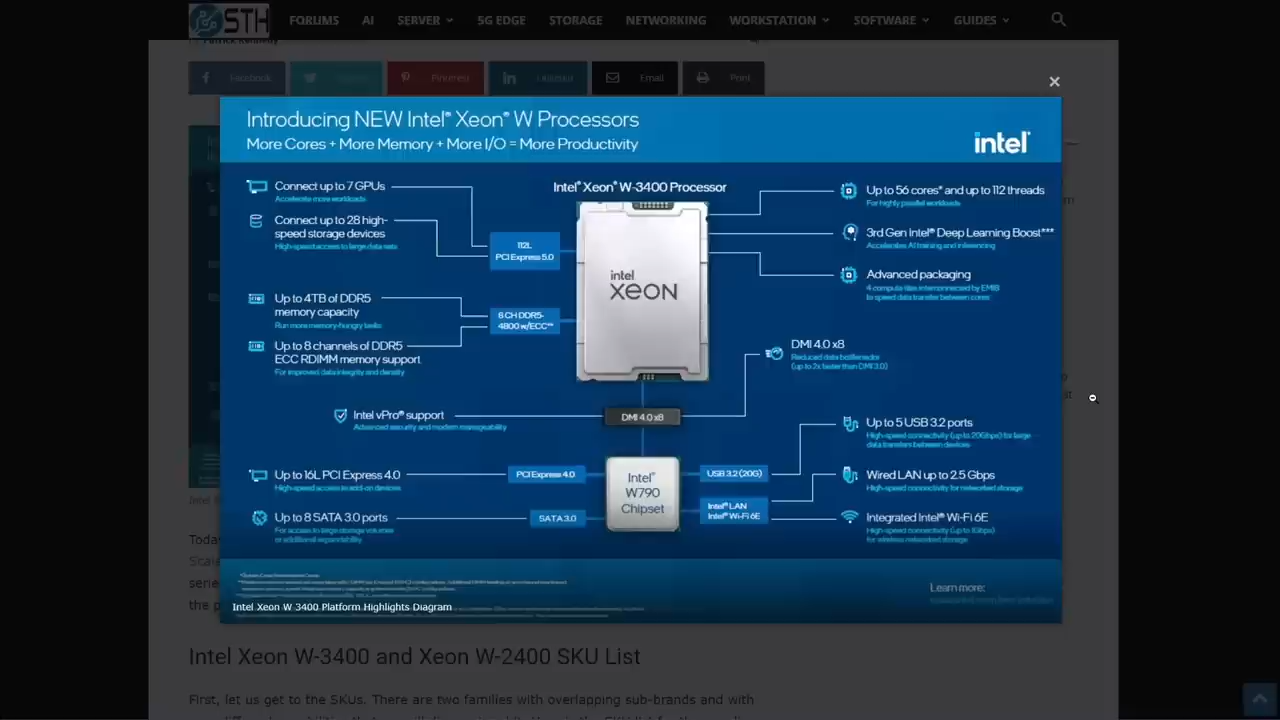 STH
FORUMS AI SERVER 5G EDGE STORAGE NETWORKING WORKSTATION SOFTWARE GUIDES
Facebook Pinterest Email Print
×
Introducing NEW Intel® Xeon® W Processors
More Cores + More Memory + More I/O = More Productivity
intel
Connect up to 7 GPUs
Accelerate more workloads
Connect up to 28 high-
speed storage devices
High-speed access to large data sets
112L
PCI Express 5.0
Up to 4TB of DDR5
memory capacity
Run more memory-hungry tasks
Up to 8 channels of DDR5
ECC RDIMM memory support
For improved data integrity and density
8 CH DDR5-
4800 w/ECC**
Intel® Xeon® W-3400 Processor
intel
XEON
Up to 56 cores* and up to 112 threads
For highly parallel workloads
3rd Gen Intel® Deep Learning Boost***
Accelerates AI training and inferencing
Advanced packaging
4 compute tiles interconnected by EMIB
to speed data transfer between cores
DMI 4.0 x8
Reduced data bottlenecks
(up to 2x faster than DMI 3.0)
Intel vPro® support
Advanced security and modern manageability
DMI 4.0 x8
Up to 16L PCI Express 4.0
High-speed access to add-on devices
PCI Express 4.0
Up to 8 SATA 3.0 ports
For access to large storage volumes
or additional expandability
SATA 3.0
Intel®
W790
Chipset
USB 3.2 (20G)
Intel® LAN
Intel® Wi-Fi 6E
Up to 5 USB 3.2 ports
High-speed connectivity (up to 20Gbps) for large
data transfers between devices
Wired LAN up to 2.5 Gbps
High-speed connectivity for networked storage
Integrated Intel® Wi-Fi 6E
High-speed connectivity (up to 1Gbps)
for wireless networked storage
Learn more:
Intel Xeon W 3400 Platform Highlights Diagram
Intel Xeon W-3400 and Xeon W-2400 SKU List
First, let us get to the SKUs. There are two families with overlapping sub-brands and with